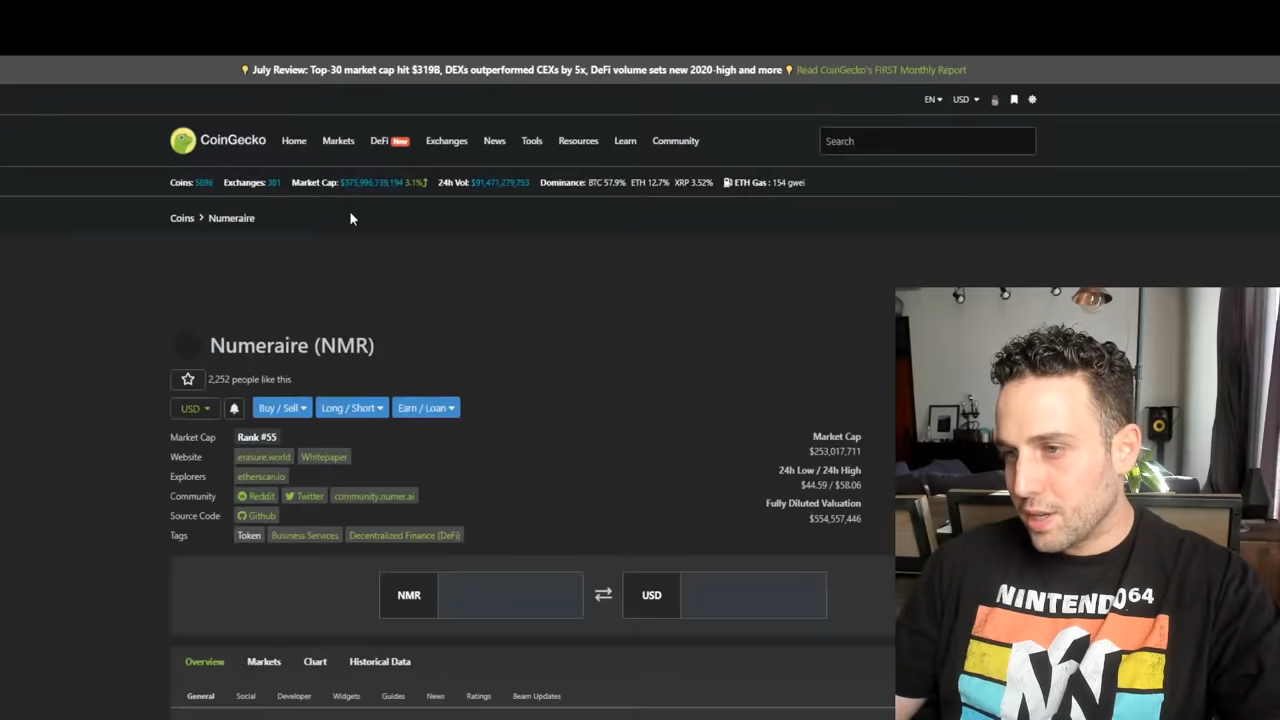 July Review: Top-30 market cap hit $319B, DEXs outperformed CEXs by 5x, DeFi volume sets new 2020-high and more Read CoinGecko's FIRST Monthly Report
EN USD
CoinGecko Home Markets DeFi New Exchanges News Tools Resources Learn Community Search
Coins: 5896 Exchanges: 381 Market Cap: $375,996,739,194 3.1% 24h Vol: $91,471,279,753 Dominance: BTC 57.9% ETH 12.7% XRP 3.52% ETH Gas: 154 gwei
Coins > Numeraire
Numeraire (NMR)
2,252 people like this
USD Buy / Sell Long / Short Earn / Loan
Market Cap Rank #55
Website erasure.world Whitepaper
Explorers etherscan.io
Community Reddit Twitter community.numer.ai
Source Code Github
Tags Token Business Services Decentralized Finance (DeFi)
Market Cap
$253,017,711
24h Low / 24h High
$44.59 / $58.06
Fully Diluted Valuation
$554,557,446
NMR USD
Overview Markets Chart Historical Data
General Social Developer Widgets Guides News Ratings Beam Updates
NINTENDO64